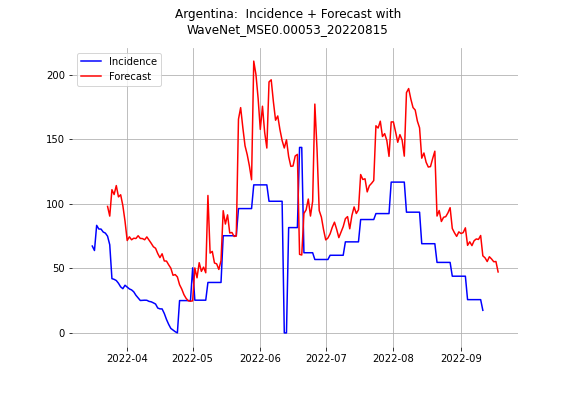 Argentina:  Incidence + Forecast with
WaveNet_MSE0.00053_20220815
Incidence
Forecast
200
150
100
50
0
2022-04
2022-05
2022-06
2022-07
2022-08
2022-09